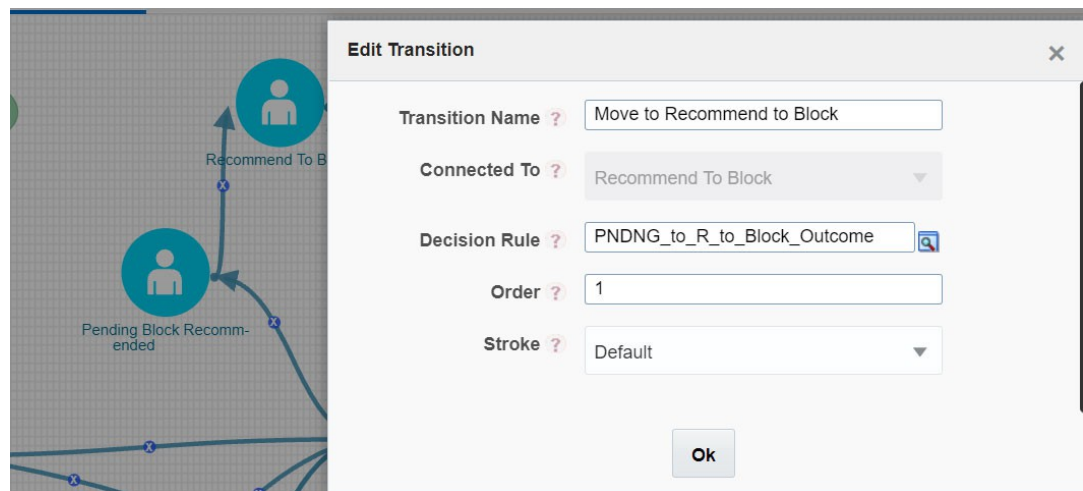 Edit Transition
Transition Name ? Move to Recommend to Block
Connected To ? Recommend To Block
Decision Rule ? PNDNG_to_R_to_Block_Outcome
Order ? 1
Stroke ? Default
Ok
Recommend To B
Pending Block Recomm-
ended